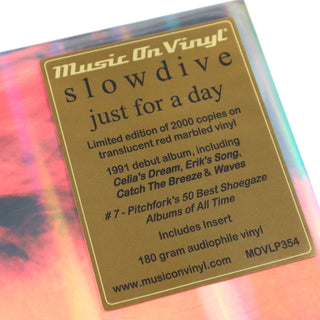 Music On Vinyl
slowdive
just for a day
Limited edition of 2000 copies on
translucent red marbled vinyl
1991 debut album, including
Celia's Dream, Erik's Song,
Catch The Breeze & Waves
# 7 - Pitchfork's 50 Best Shoegaze
Albums of All Time
Includes Insert
180 gram audiophile vinyl
www.musiconvinyl.com MOVLP354